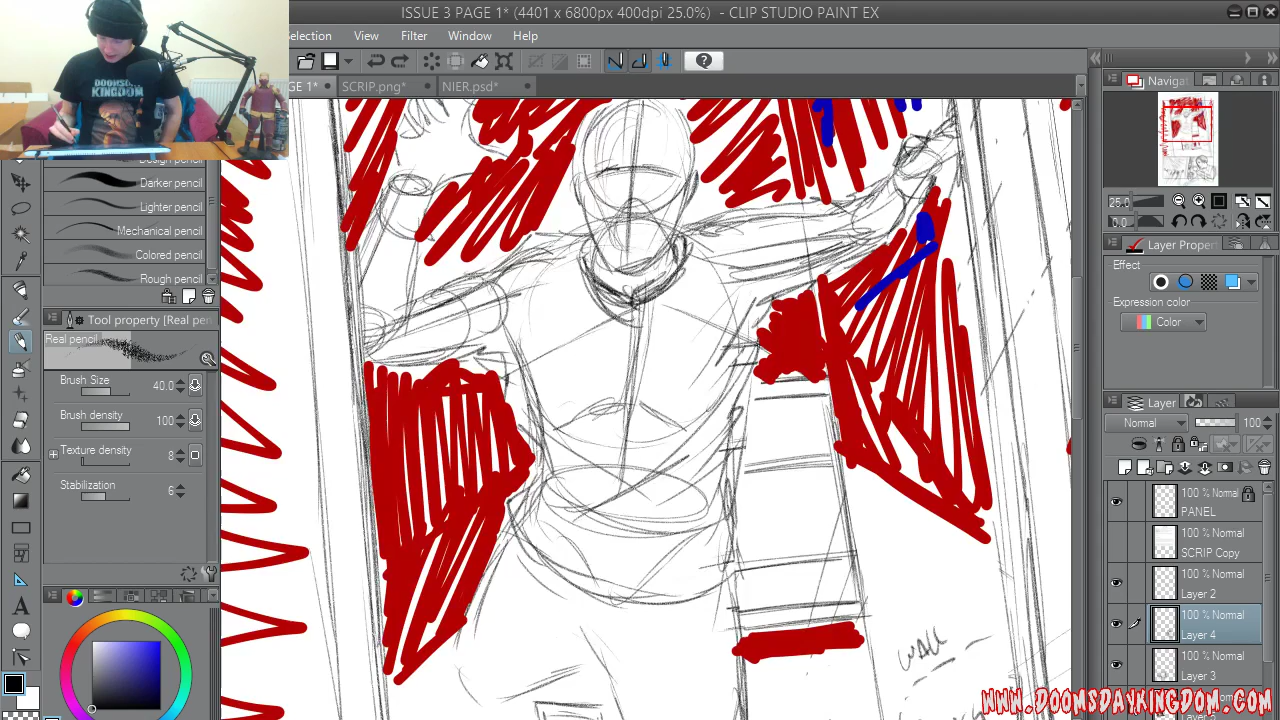 ISSUE 3 PAGE 1* (4401 x 6800px 400dpi 25.0%) - CLIP STUDIO PAINT EX
Selection View Filter Window Help
GE 1* SCRIP.png* NIER.psd*
DOOMSDAY
KINGDOM
Navigat
Design pencil
Darker pencil
Lighter pencil
Mechanical pencil
Colored pencil
Rough pencil
25.0
0.0
Layer Proper
Effect
Expression color
Color
Tool property [Real pen
Real pencil
Brush Size 40.0
Brush density 100
Texture density 8
Stabilization 6
Layer
Normal 100
100 % Normal
PANEL
100 % Normal
SCRIP Copy
100 % Normal
Layer 2
100 % Normal
Layer 4
100 % Normal
Layer 3
WALL
WWW.DOOMSDAYKINGDOM.COM